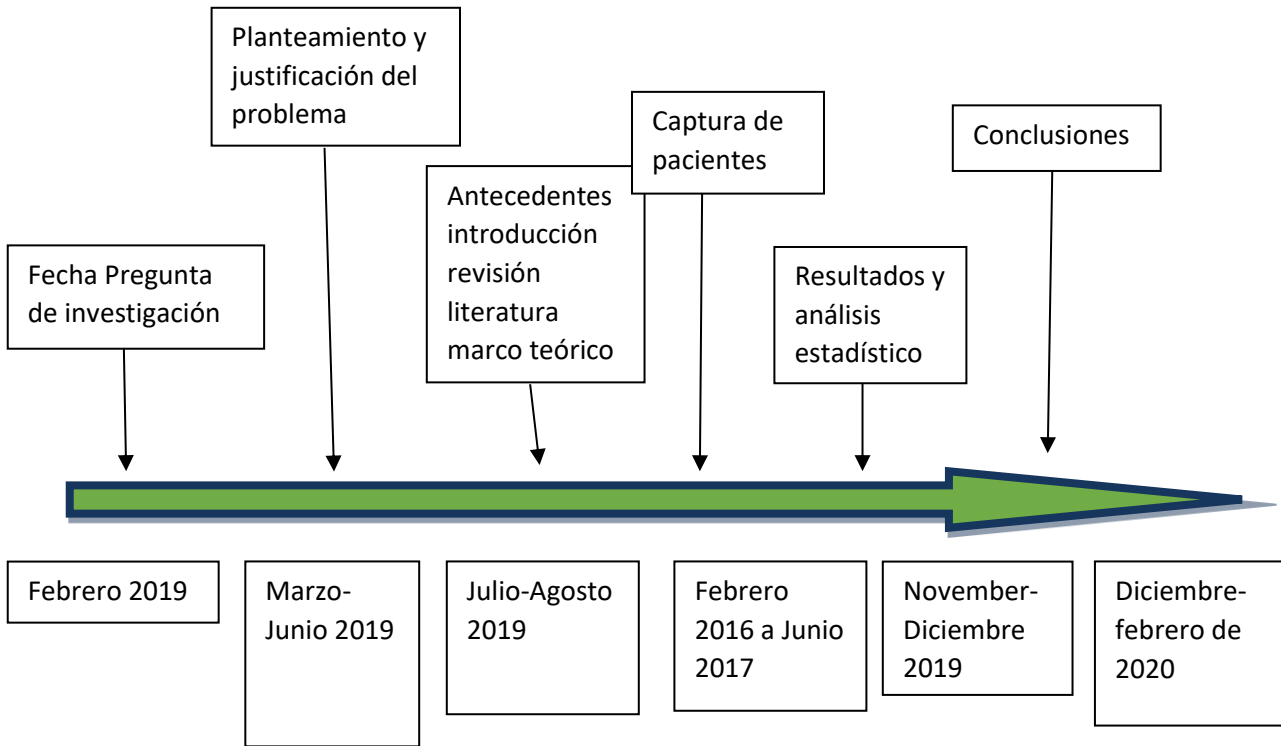 Planteamiento y
justificación del
problema
Captura de
pacientes
Conclusiones
Antecedentes
introducción
revisión
literatura
marco teórico
Fecha Pregunta
de investigación
Resultados y
análisis
estadístico
Febrero 2019
Marzo-
Junio 2019
Julio-Agosto
2019
Febrero
2016 a Junio
2017
November-
Diciembre
2019
Diciembre-
febrero de
2020